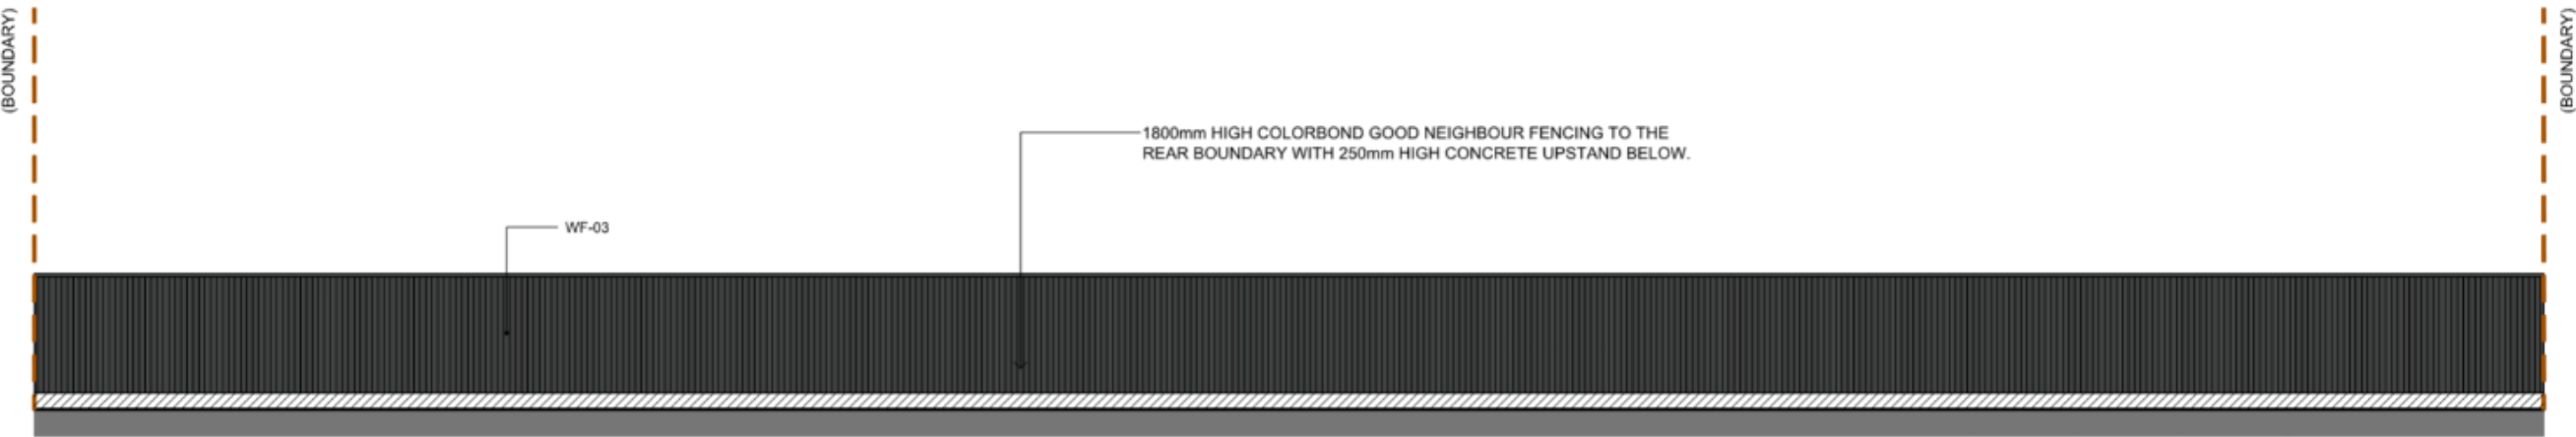 (BOUNDARY)
(BOUNDARY)
1800mm HIGH COLORBOND GOOD NEIGHBOUR FENCING TO THE
REAR BOUNDARY WITH 250mm HIGH CONCRETE UPSTAND BELOW.
WF-03